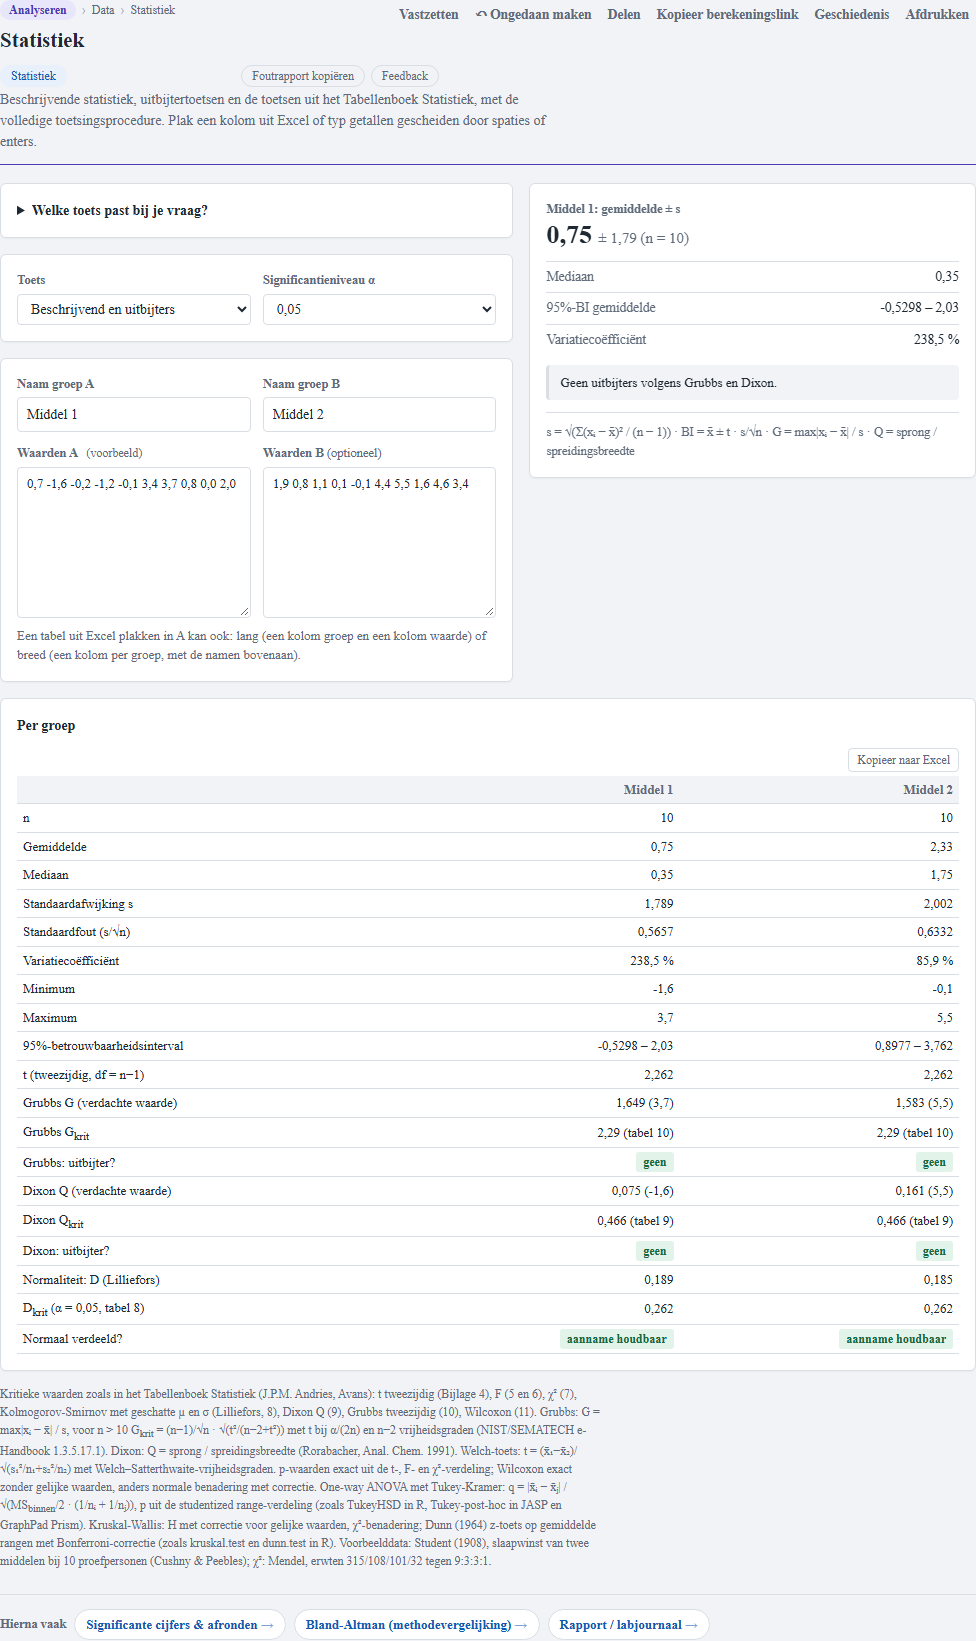 Analyseren › Data › Statistiek
Vastzetten ↶ Ongedaan maken Delen Kopieer berekeningslink Geschiedenis Afdrukken
Statistiek
Statistiek Foutrapport kopiëren Feedback
Beschrijvende statistiek, uitbijtertoetsen en de toetsen uit het Tabellenboek Statistiek, met de
volledige toetsingsprocedure. Plak een kolom uit Excel of typ getallen gescheiden door spaties of
enters.
▶ Welke toets past bij je vraag?
Toets Significantieniveau α
Beschrijvend en uitbijters 0,05
Naam groep A Naam groep B
Middel 1 Middel 2
Waarden A (voorbeeld) Waarden B (optioneel)
0,7 -1,6 -0,2 -1,2 -0,1 3,4 3,7 0,8 0,0 2,0 1,9 0,8 1,1 0,1 -0,1 4,4 5,5 1,6 4,6 3,4
Een tabel uit Excel plakken in A kan ook: lang (een kolom groep en een kolom waarde) of
breed (een kolom per groep, met de namen bovenaan).
Middel 1: gemiddelde ± s
0,75 ± 1,79 (n = 10)
Mediaan 0,35
95%-BI gemiddelde -0,5298 – 2,03
Variatiecoëfficiënt 238,5 %
Geen uitbijters volgens Grubbs en Dixon.
s = √(Σ(xᵢ − x̄)² / (n − 1)) · BI = x̄ ± t · s/√n · G = max|xᵢ − x̄| / s · Q = sprong /
spreidingsbreedte
Per groep
Kopieer naar Excel
Middel 1 Middel 2
n 10 10
Gemiddelde 0,75 2,33
Mediaan 0,35 1,75
Standaardafwijking s 1,789 2,002
Standaardfout (s/√n) 0,5657 0,6332
Variatiecoëfficiënt 238,5 % 85,9 %
Minimum -1,6 -0,1
Maximum 3,7 5,5
95%-betrouwbaarheidsinterval -0,5298 – 2,03 0,8977 – 3,762
t (tweezijdig, df = n−1) 2,262 2,262
Grubbs G (verdachte waarde) 1,649 (3,7) 1,583 (5,5)
Grubbs Gkrit 2,29 (tabel 10) 2,29 (tabel 10)
Grubbs: uitbijter? geen geen
Dixon Q (verdachte waarde) 0,075 (-1,6) 0,161 (5,5)
Dixon Qkrit 0,466 (tabel 9) 0,466 (tabel 9)
Dixon: uitbijter? geen geen
Normaliteit: D (Lilliefors) 0,189 0,185
Dkrit (α = 0,05, tabel 8) 0,262 0,262
Normaal verdeeld? aanname houdbaar aanname houdbaar
Kritieke waarden zoals in het Tabellenboek Statistiek (J.P.M. Andries, Avans): t tweezijdig (Bijlage 4), F (5 en 6), χ² (7),
Kolmogorov-Smirnov met geschatte μ en σ (Lilliefors, 8), Dixon Q (9), Grubbs tweezijdig (10), Wilcoxon (11). Grubbs: G =
max|xᵢ − x̄| / s, voor n > 10 Gkrit = (n−1)/√n · √(t²/(n−2+t²)) met t bij α/(2n) en n−2 vrijheidsgraden (NIST/SEMATECH e-
Handbook 1.3.5.17.1). Dixon: Q = sprong / spreidingsbreedte (Rorabacher, Anal. Chem. 1991). Welch-toets: t = (x̄₁−x̄₂)/
√(s₁²/n₁+s₂²/n₂) met Welch–Satterthwaite-vrijheidsgraden. p-waarden exact uit de t-, F- en χ²-verdeling; Wilcoxon exact
zonder gelijke waarden, anders normale benadering met correctie. One-way ANOVA met Tukey-Kramer: q = |x̄ᵢ − x̄ⱼ| /
√(MSbinnen/2 · (1/nᵢ + 1/nⱼ)), p uit de studentized range-verdeling (zoals TukeyHSD in R, Tukey-post-hoc in JASP en
GraphPad Prism). Kruskal-Wallis: H met correctie voor gelijke waarden, χ²-benadering; Dunn (1964) z-toets op gemiddelde
rangen met Bonferroni-correctie (zoals kruskal.test en dunn.test in R). Voorbeelddata: Student (1908), slaapwinst van twee
middelen bij 10 proefpersonen (Cushny & Peebles); χ²: Mendel, erwten 315/108/101/32 tegen 9:3:3:1.
Hierna vaak Significante cijfers & afronden → Bland-Altman (methodevergelijking) → Rapport / labjournaal →